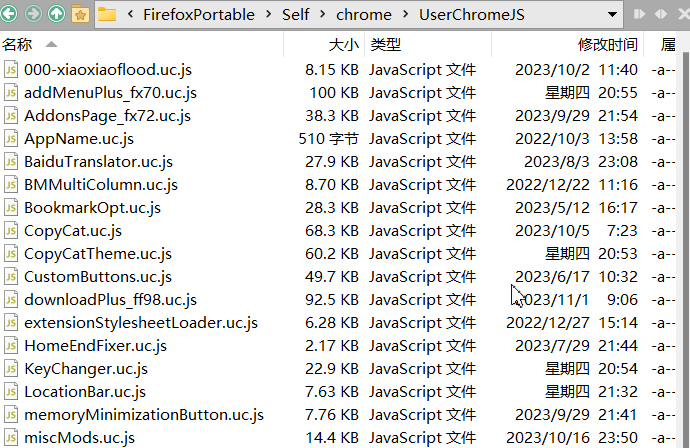 FirefoxPortable Self chrome UserChromeJS
名称 大小 类型 修改时间 属
000-xiaoxiaoflood.uc.js 8.15 KB JavaScript 文件 2023/10/2 11:40 -a--
addMenuPlus_fx70.uc.js 100 KB JavaScript 文件 星期四 20:55 -a--
AddonsPage_fx72.uc.js 38.3 KB JavaScript 文件 2023/9/29 21:54 -a--
AppName.uc.js 510 字节 JavaScript 文件 2022/10/3 13:58 -a--
BaiduTranslator.uc.js 27.9 KB JavaScript 文件 2023/8/3 23:08 -a--
BMMultiColumn.uc.js 8.70 KB JavaScript 文件 2022/12/22 11:16 -a--
BookmarkOpt.uc.js 28.3 KB JavaScript 文件 2023/5/12 16:17 -a--
CopyCat.uc.js 68.3 KB JavaScript 文件 2023/10/5 7:23 -a--
CopyCatTheme.uc.js 60.2 KB JavaScript 文件 星期四 20:53 -a--
CustomButtons.uc.js 49.7 KB JavaScript 文件 2023/6/17 10:32 -a--
downloadPlus_ff98.uc.js 92.5 KB JavaScript 文件 2023/11/1 9:06 -a--
extensionStylesheetLoader.uc.js 6.28 KB JavaScript 文件 2022/12/27 15:14 -a--
HomeEndFixer.uc.js 2.17 KB JavaScript 文件 2023/7/29 21:44 -a--
KeyChanger.uc.js 22.9 KB JavaScript 文件 星期四 20:54 -a--
LocationBar.uc.js 7.63 KB JavaScript 文件 星期四 21:32 -a--
memoryMinimizationButton.uc.js 7.76 KB JavaScript 文件 2023/9/29 21:41 -a--
miscMods.uc.js 14.4 KB JavaScript 文件 2023/10/16 23:50 -a--